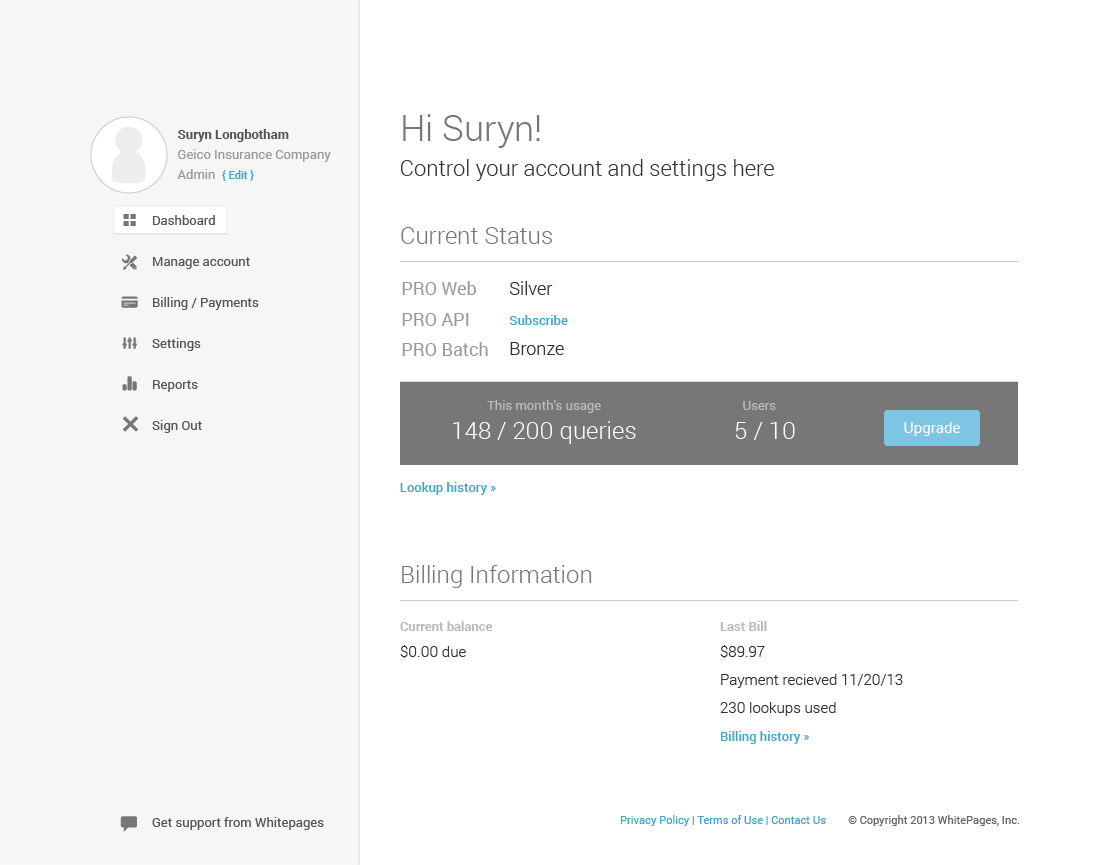 Suryn Longbotham
Geico Insurance Company
Admin { Edit }
Dashboard
Manage account
Billing / Payments
Settings
Reports
Sign Out
Get support from Whitepages
Hi Suryn!
Control your account and settings here
Current Status
PRO Web Silver
PRO API Subscribe
PRO Batch Bronze
This month's usage
148 / 200 queries
Users
5 / 10
Upgrade
Lookup history »
Billing Information
Current balance
$0.00 due
Last Bill
$89.97
Payment recieved 11/20/13
230 lookups used
Billing history »
Privacy Policy | Terms of Use | Contact Us © Copyright 2013 WhitePages, Inc.